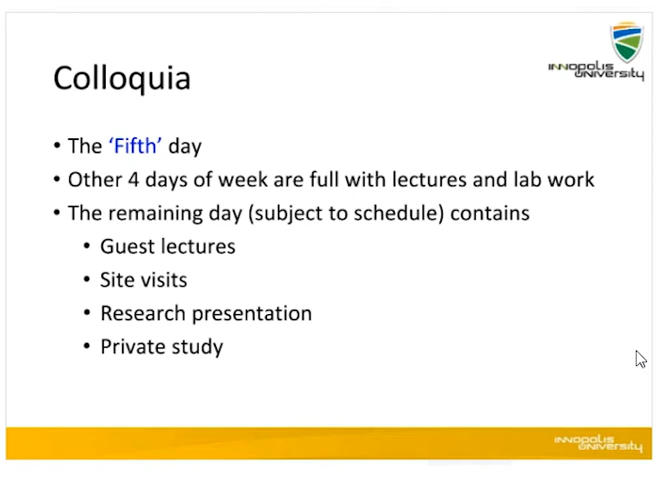 INNOPOLIS
UNIVERSITY
Colloquia
• The ‘Fifth’ day
• Other 4 days of week are full with lectures and lab work
• The remaining day (subject to schedule) contains
• Guest lectures
• Site visits
• Research presentation
• Private study
INNOPOLIS
UNIVERSITY